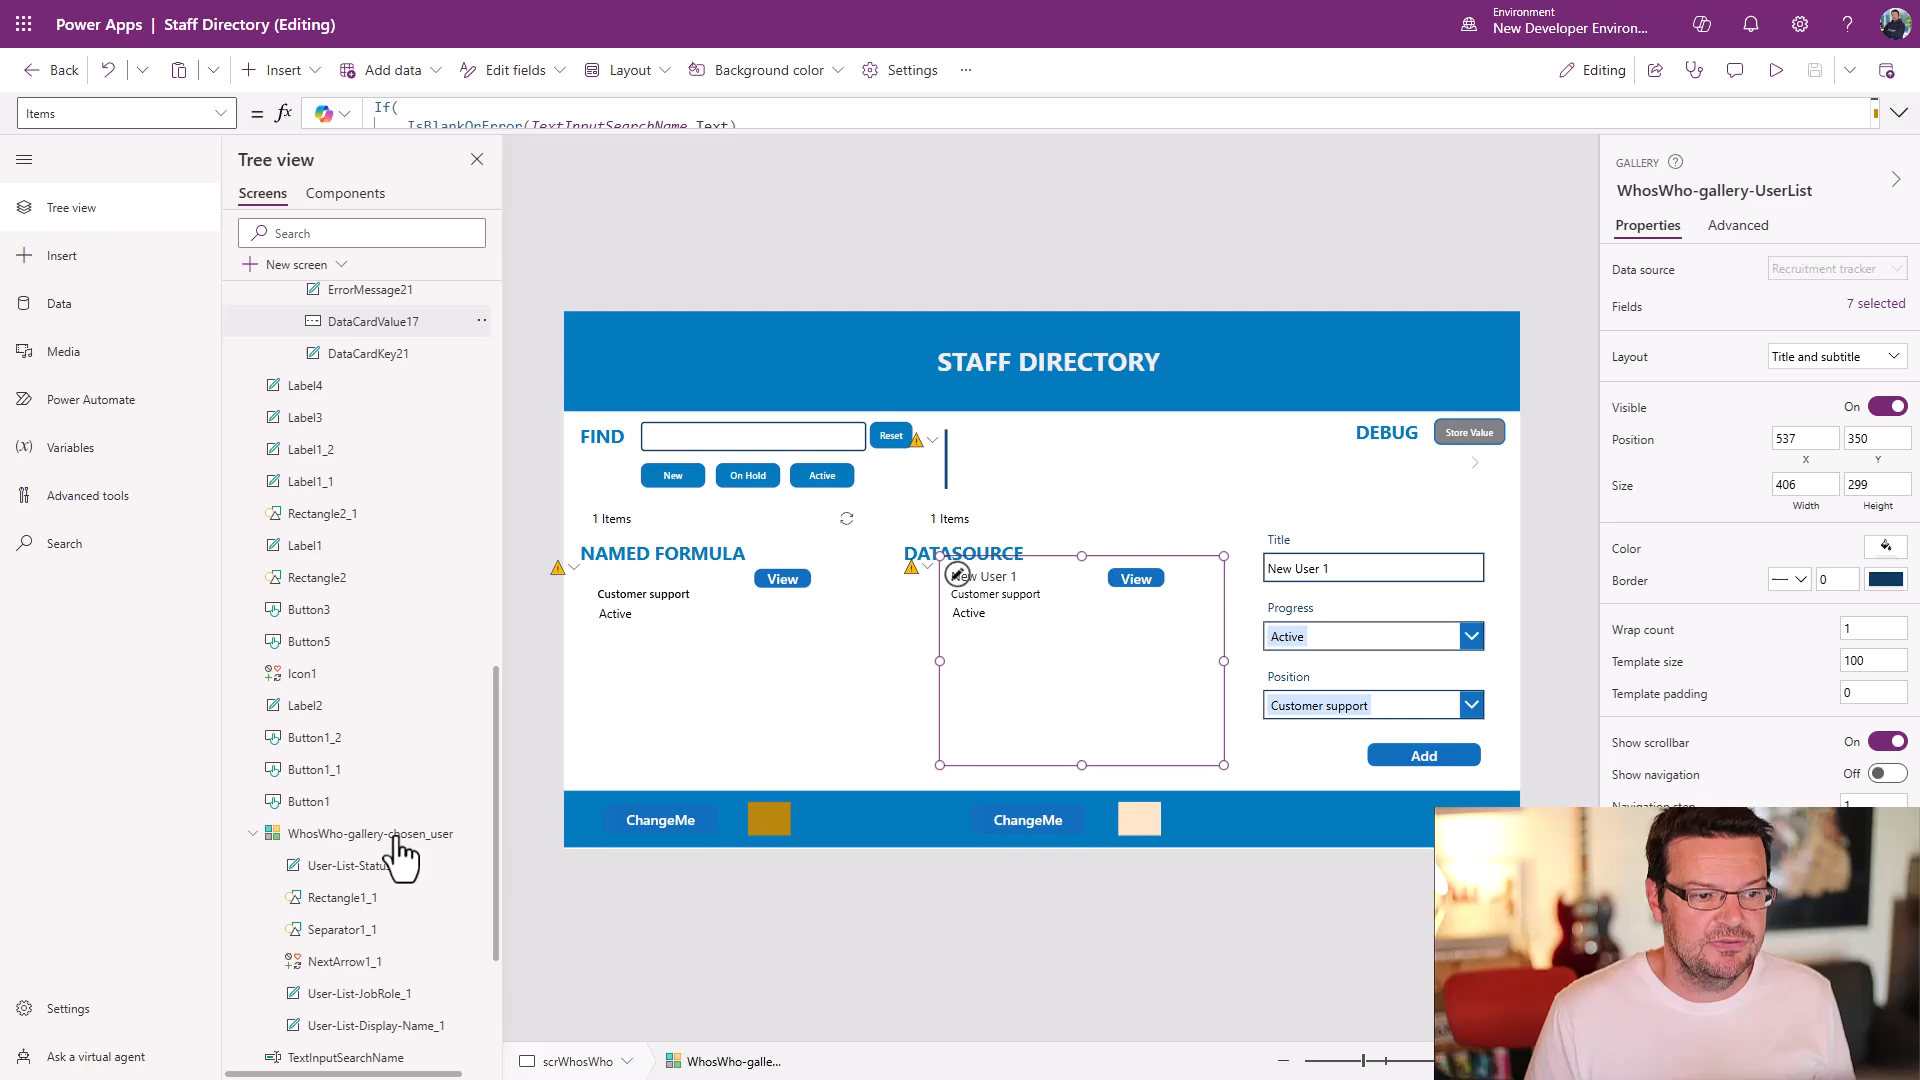 Power Apps | Staff Directory (Editing)
Environment
New Developer Environ...
Back
Insert
Add data
Edit fields
Layout
Background color
Settings
Editing
Items
= fx
If(
IsBlankOrError(TextInputSearchName.Text)
Tree view
Insert
Data
Media
Power Automate
Variables
Advanced tools
Search
Settings
Ask a virtual agent
Tree view
Screens
Components
Search
New screen
ErrorMessage21
DataCardValue17
DataCardKey21
Label4
Label3
Label1_2
Label1_1
Rectangle2_1
Label1
Rectangle2
Button3
Button5
Icon1
Label2
Button1_2
Button1_1
Button1
WhosWho-gallery-chosen_user
User-List-Statu
Rectangle1_1
Separator1_1
NextArrow1_1
User-List-JobRole_1
User-List-Display-Name_1
TextInputSearchName
STAFF DIRECTORY
FIND
Reset
DEBUG
Store Value
New
On Hold
Active
1 Items
1 Items
NAMED FORMULA
View
Customer support
Active
DATASOURCE
New User 1
View
Customer support
Active
Title
New User 1
Progress
Active
Position
Customer support
Add
ChangeMe
ChangeMe
scrWhosWho
WhosWho-galle...
GALLERY
WhosWho-gallery-UserList
Properties
Advanced
Data source
Recruitment tracker
Fields
7 selected
Layout
Title and subtitle
Visible
On
Position
537
350
X
Y
Size
406
299
Width
Height
Color
Border
0
Wrap count
1
Template size
100
Template padding
0
Show scrollbar
On
Show navigation
Off